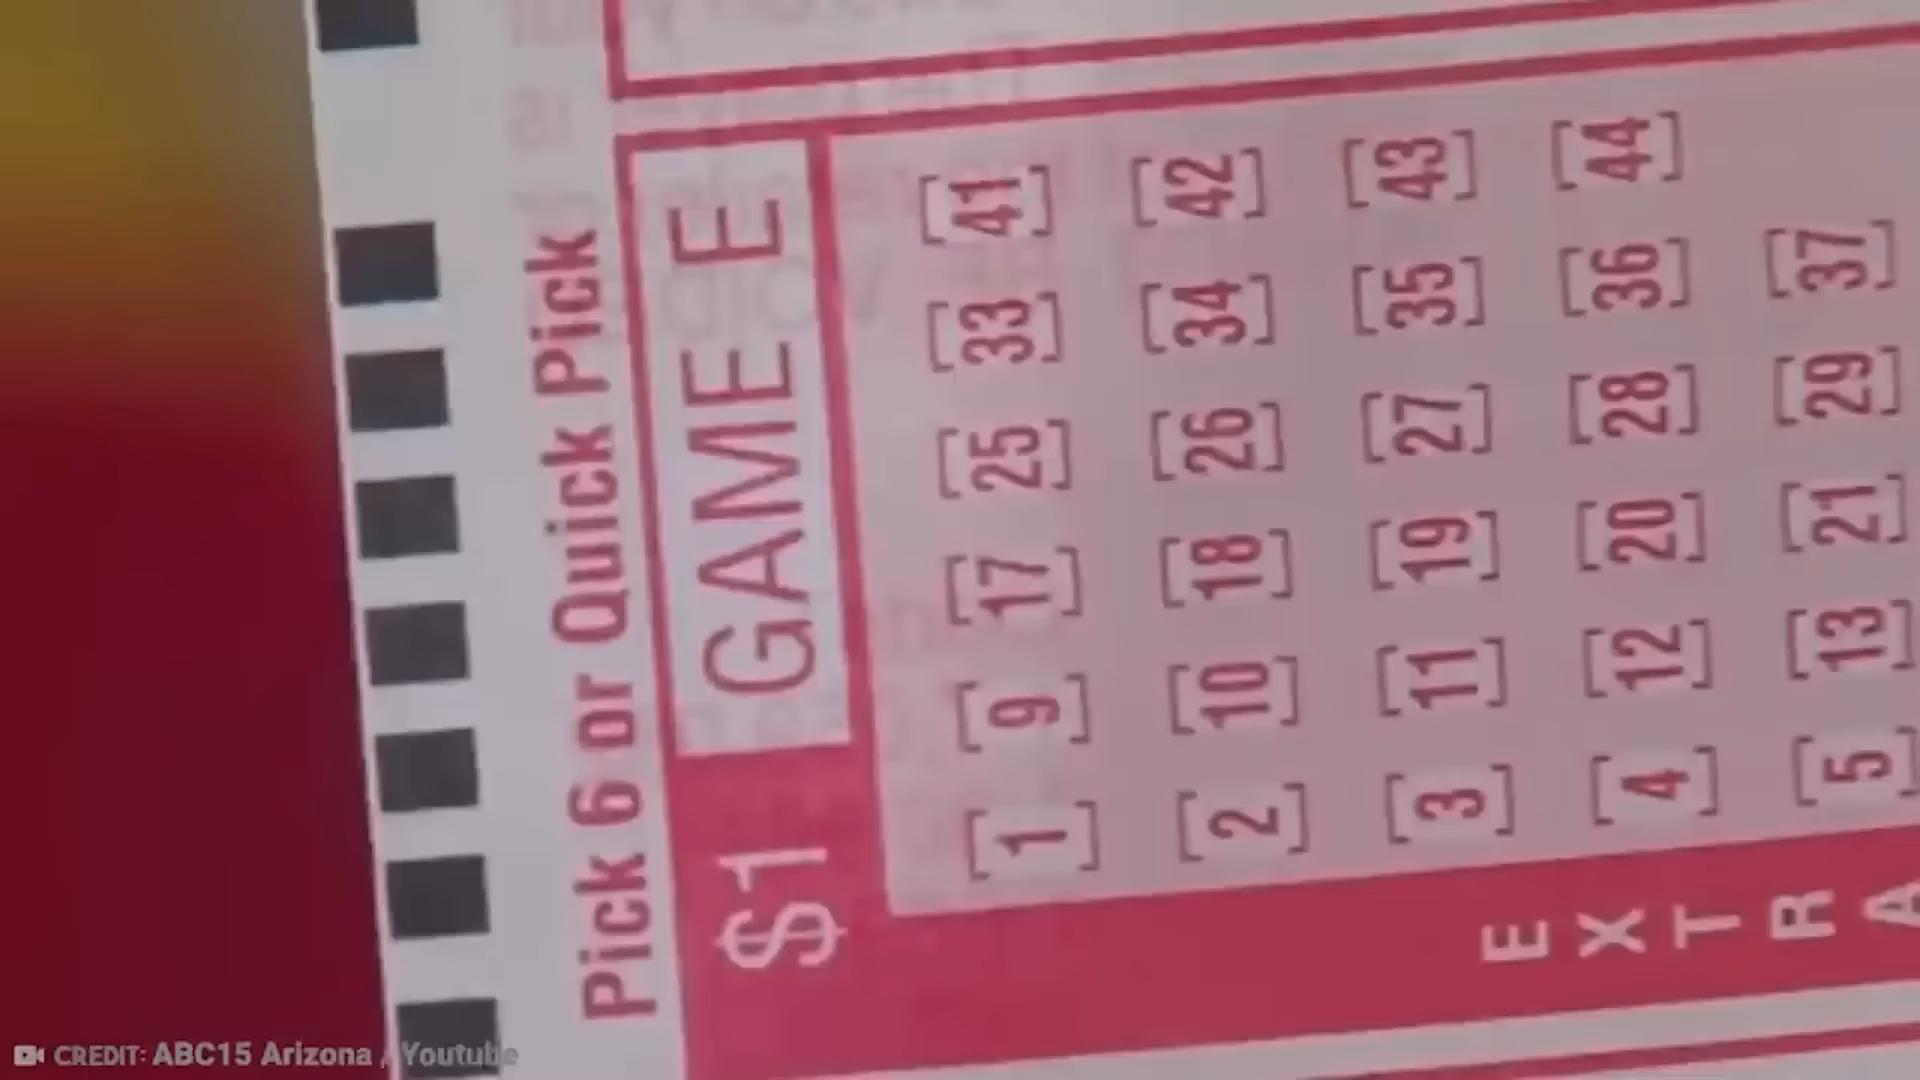 Pick 6 or Quick Pick
$1 GAME E
[1] [9] [17] [25] [33] [41]
[2] [10] [18] [26] [34] [42]
[3] [11] [19] [27] [35] [43]
[4] [12] [20] [28] [36] [44]
[5] [13] [21] [29] [37]
EXTRA
CREDIT: ABC15 Arizona / Youtube